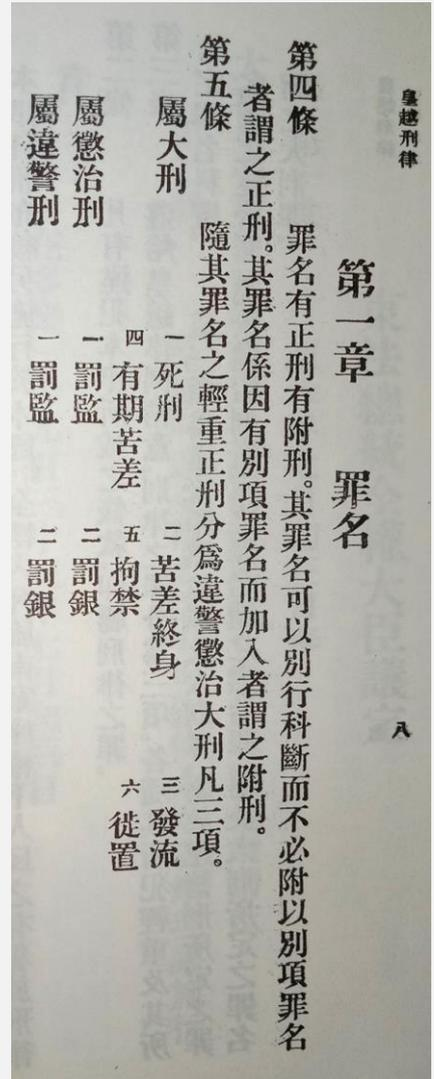 皇越刑律
八
第一章 罪名
第四條 罪名有正刑有附刑。其罪名可以別行科斷而不必附以別項罪名
者謂之正刑。其罪名係因有別項罪名而加入者謂之附刑。
第五條 隨其罪名之輕重正刑分爲違警懲治大刑凡三項。
屬大刑 一 死刑 二 苦差終身 三 發流
四 有期苦差 五 拘禁 六 徙置
屬懲治刑 一 罰監 二 罰銀
屬違警刑 一 罰監 二 罰銀